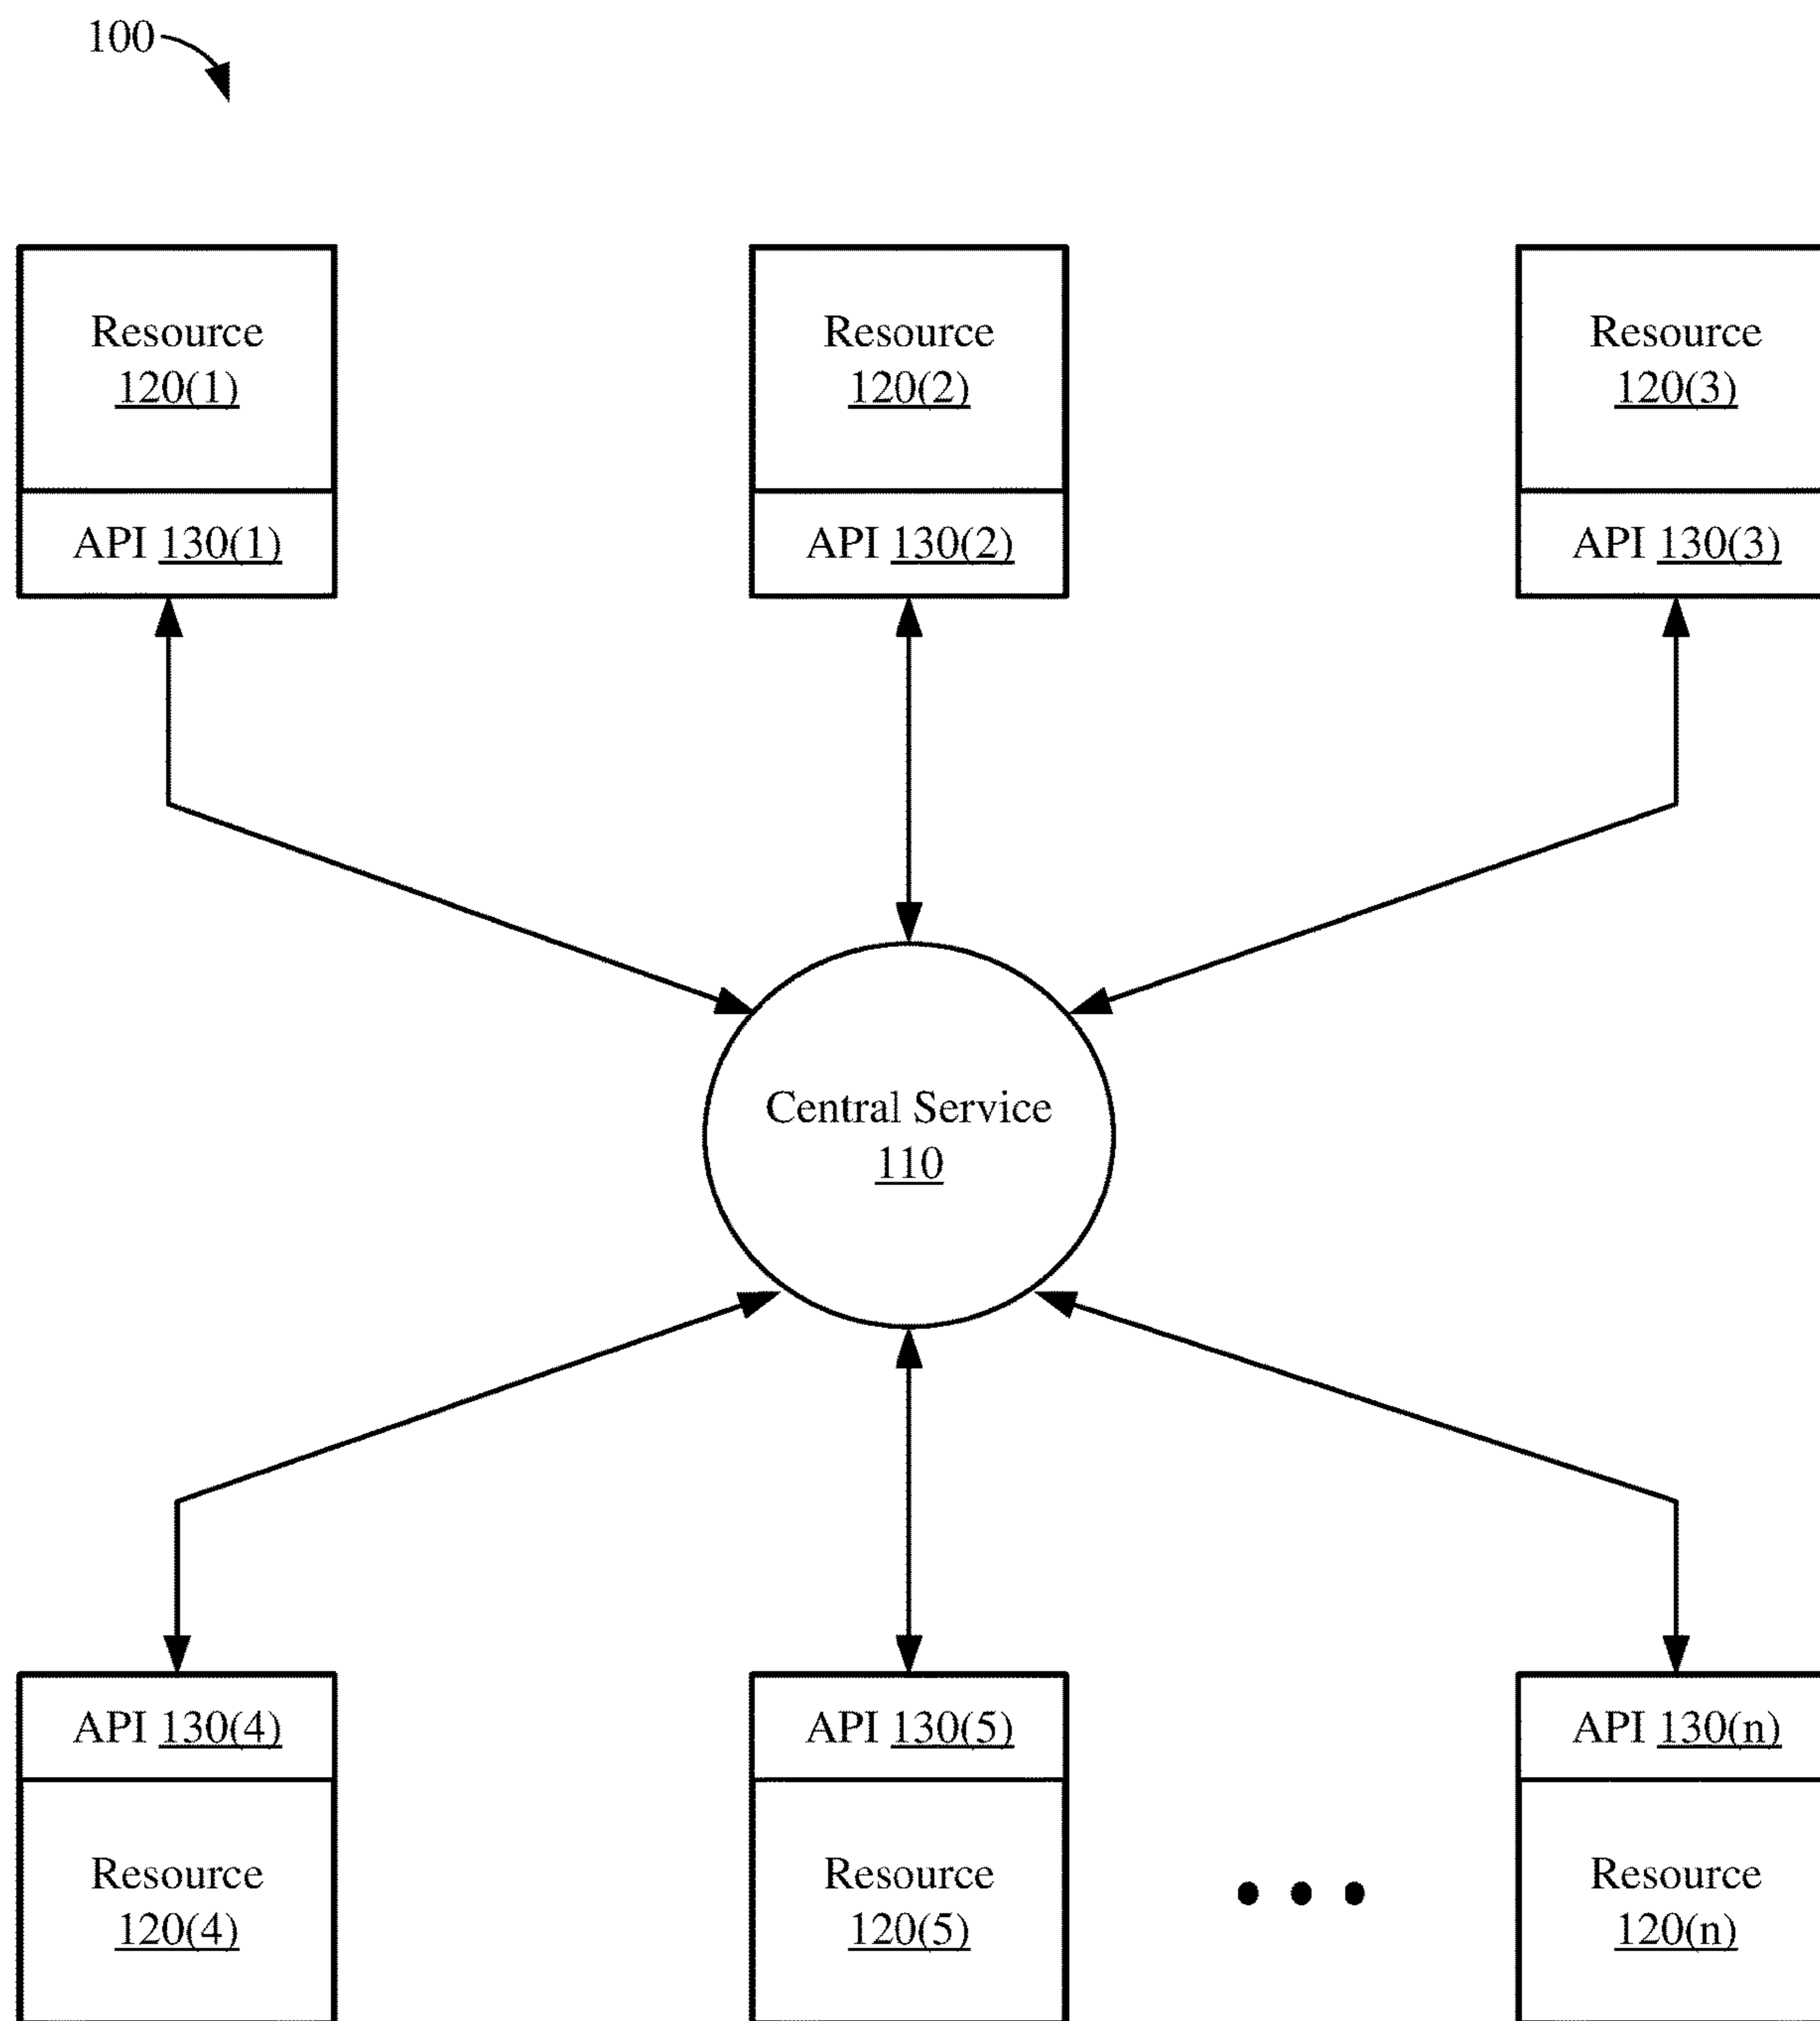 100
Resource
120(1)
API 130(1)
Resource
120(2)
API 130(2)
Resource
120(3)
API 130(3)
Central Service
110
API 130(4)
Resource
120(4)
API 130(5)
Resource
120(5)
API 130(n)
Resource
120(n)